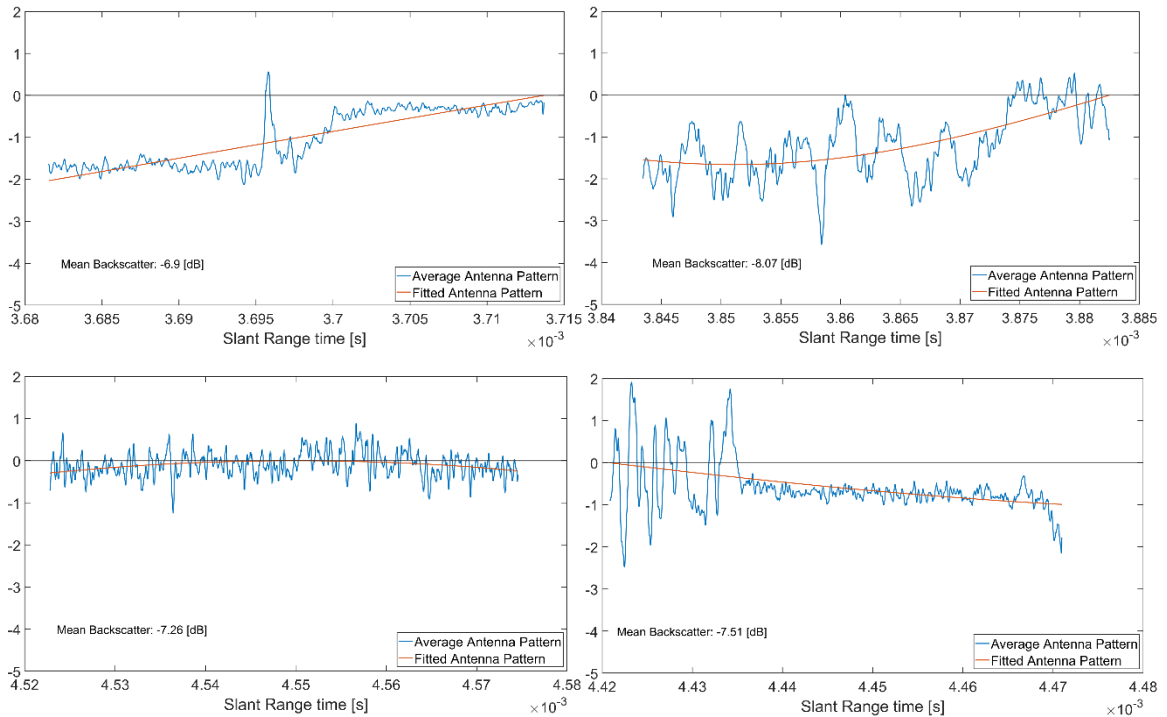 2
1
0
-1
-2
-3
-4
-5
Mean Backscatter: -6.9 [dB]
Average Antenna Pattern
Fitted Antenna Pattern
3.68 3.685 3.69 3.695 3.7 3.705 3.71 3.715
Slant Range time [s] ×10-3
2
1
0
-1
-2
-3
-4
-5
Mean Backscatter: -8.07 [dB]
Average Antenna Pattern
Fitted Antenna Pattern
3.84 3.845 3.85 3.855 3.86 3.865 3.87 3.875 3.88 3.885
Slant Range time [s] ×10-3
2
1
0
-1
-2
-3
-4
-5
Mean Backscatter: -7.26 [dB]
Average Antenna Pattern
Fitted Antenna Pattern
4.52 4.53 4.54 4.55 4.56 4.57 4.58
Slant Range time [s] ×10-3
2
1
0
-1
-2
-3
-4
-5
Mean Backscatter: -7.51 [dB]
Average Antenna Pattern
Fitted Antenna Pattern
4.42 4.43 4.44 4.45 4.46 4.47 4.48
Slant Range time [s] ×10-3